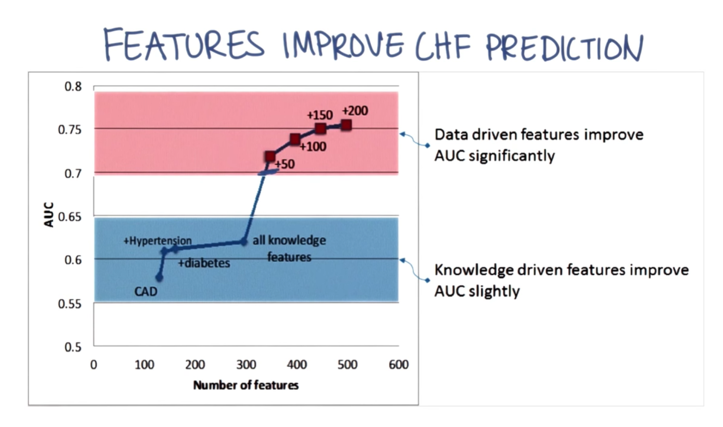 FEATURES IMPROVE CHF PREDICTION
0.8
0.75
0.7
0.65
0.6
0.55
0.5
AUC
0
100
200
300
400
500
600
Number of features
CAD
+Hypertension
+diabetes
all knowledge
features
+50
+100
+150
+200
Data driven features improve
AUC significantly
Knowledge driven features improve
AUC slightly